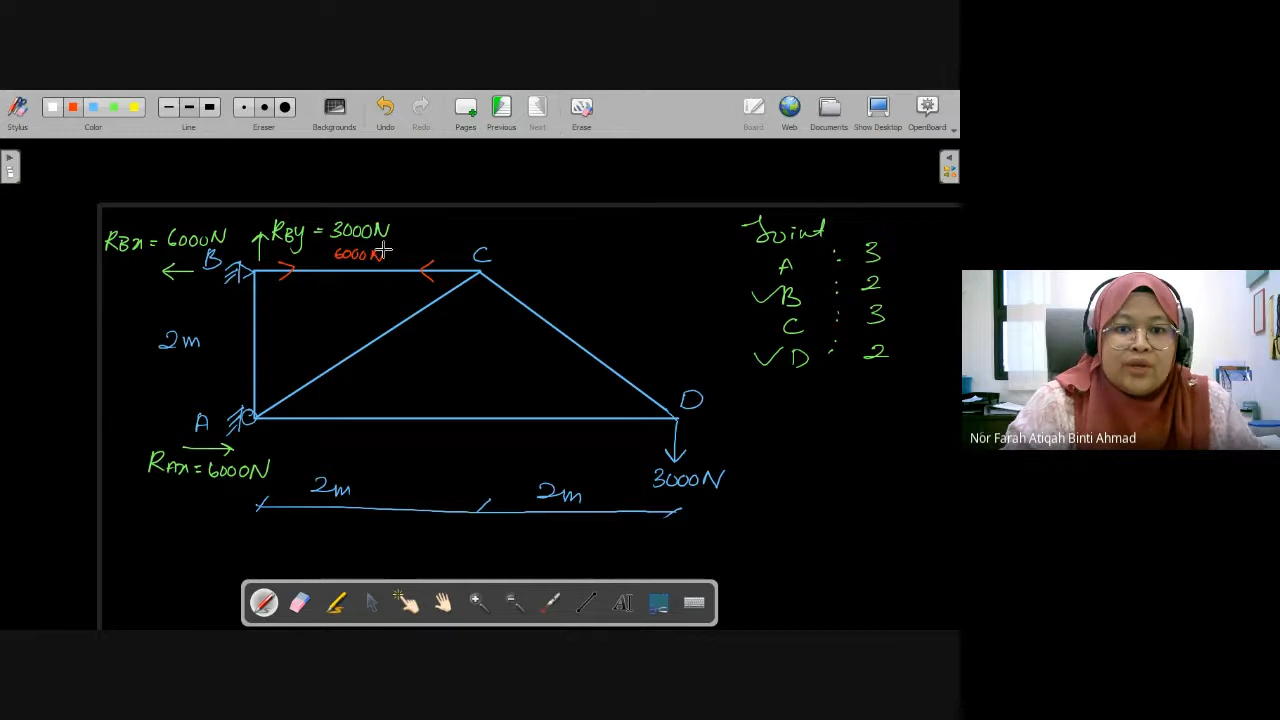 Stylus
Color
Line
Eraser
Backgrounds
Undo
Redo
Pages
Previous
Next
Erase
Board
Web
Documents
Show Desktop
OpenBoard
RBX = 6000N
RBy = 3000N
6000N
B
C
2m
A
D
RAX = 6000N
3000N
2m
2m
Joint
A : 3
✓B : 2
C : 3
✓D : 2
AI
Nor Farah Atiqah Binti Ahmad